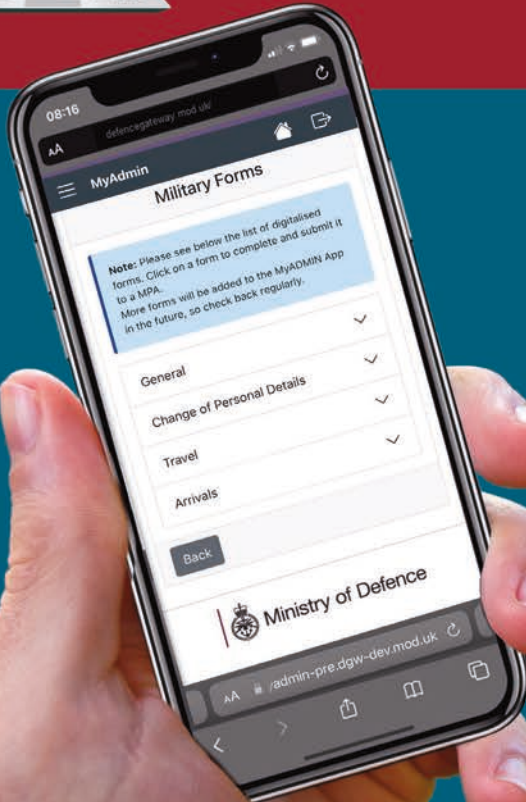 08:16
AA defencegateway.mod.uk/
MyAdmin
Military Forms
Note: Please see below the list of digitalised
forms. Click on a form to complete and submit it
to a MPA.
More forms will be added to the MyADMIN App
in the future, so check back regularly.
General
Change of Personal Details
Travel
Arrivals
Back
Ministry of Defence
AA /admin-pre.dgw-dev.mod.uk